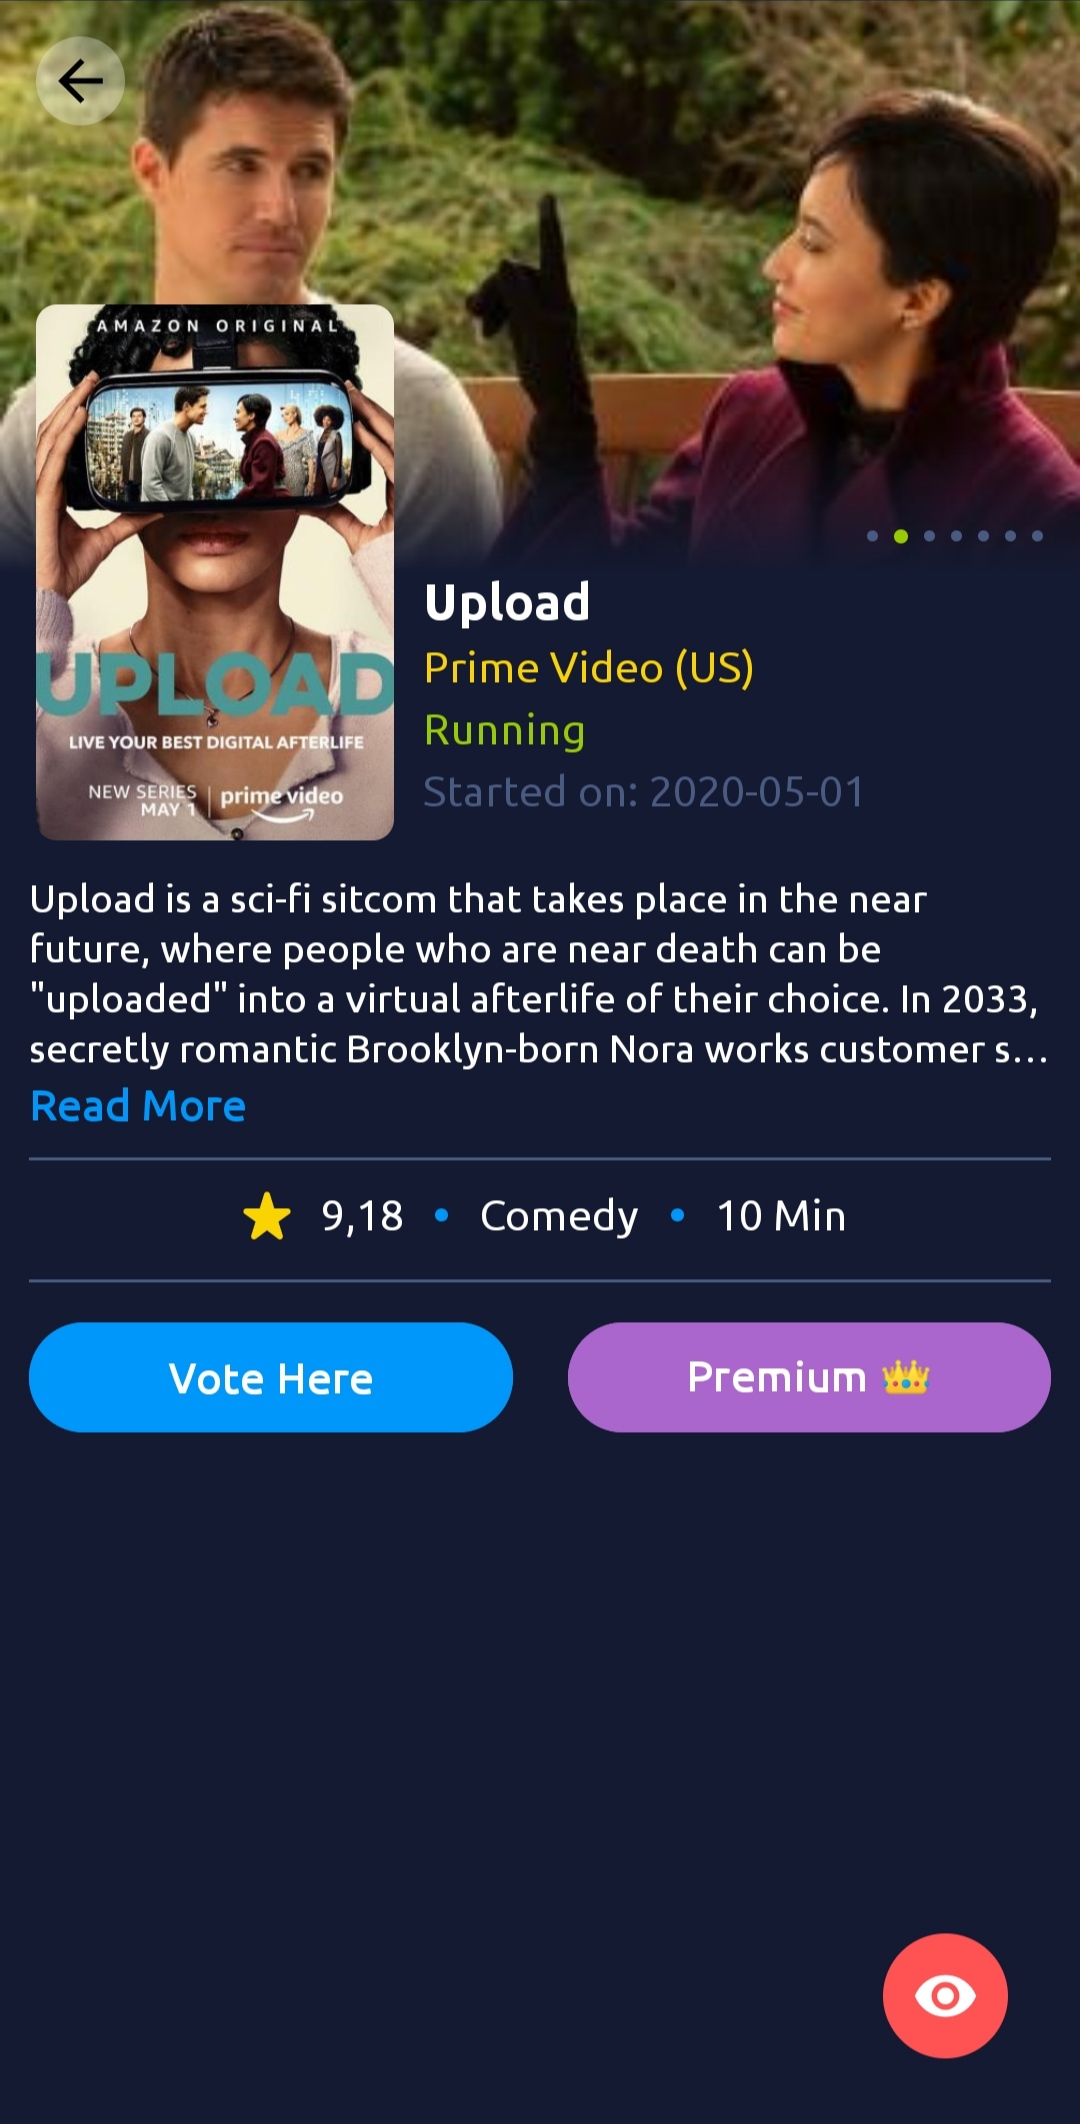 AMAZON ORIGINAL
UPLOAD
LIVE YOUR BEST DIGITAL AFTERLIFE
NEW SERIES
MAY 1
prime video
Upload
Prime Video (US)
Running
Started on: 2020-05-01
Upload is a sci-fi sitcom that takes place in the near
future, where people who are near death can be
"uploaded" into a virtual afterlife of their choice. In 2033,
secretly romantic Brooklyn-born Nora works customer s...
Read More
9,18 • Comedy • 10 Min
Vote Here
Premium 👑